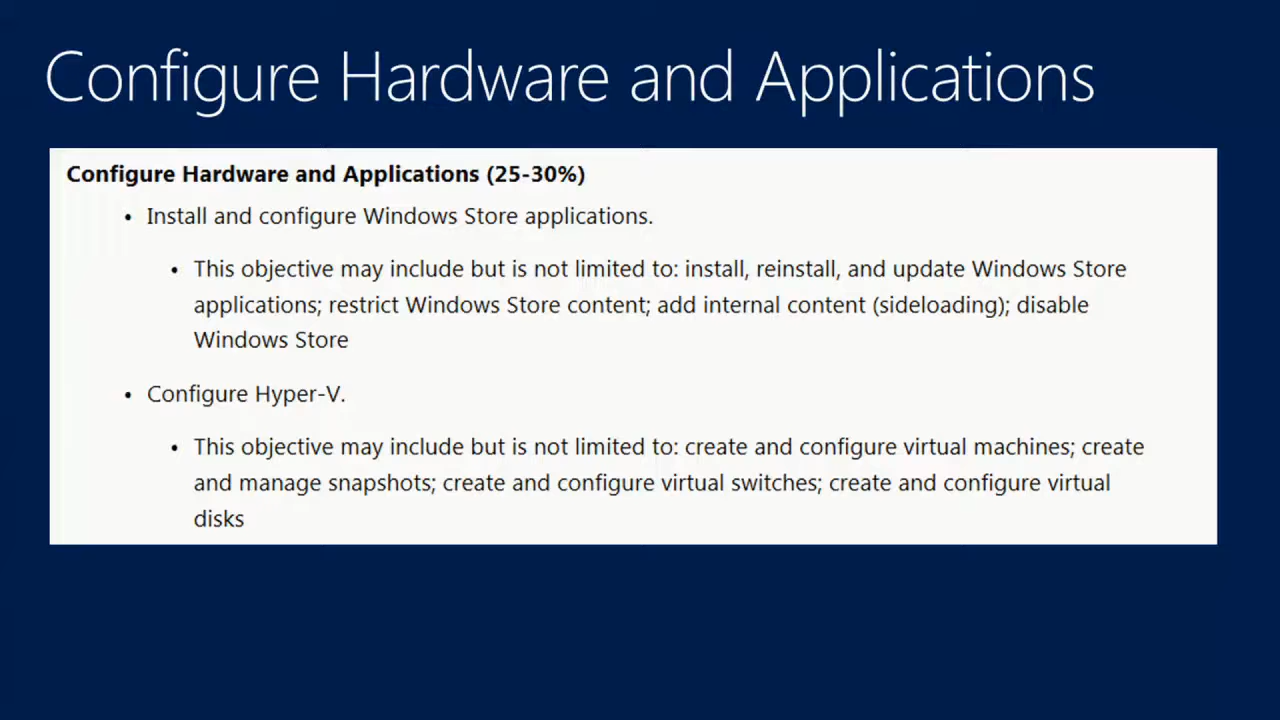 Configure Hardware and Applications
Configure Hardware and Applications (25-30%)
• Install and configure Windows Store applications.
• This objective may include but is not limited to: install, reinstall, and update Windows Store
applications; restrict Windows Store content; add internal content (sideloading); disable
Windows Store
• Configure Hyper-V.
• This objective may include but is not limited to: create and configure virtual machines; create
and manage snapshots; create and configure virtual switches; create and configure virtual
disks